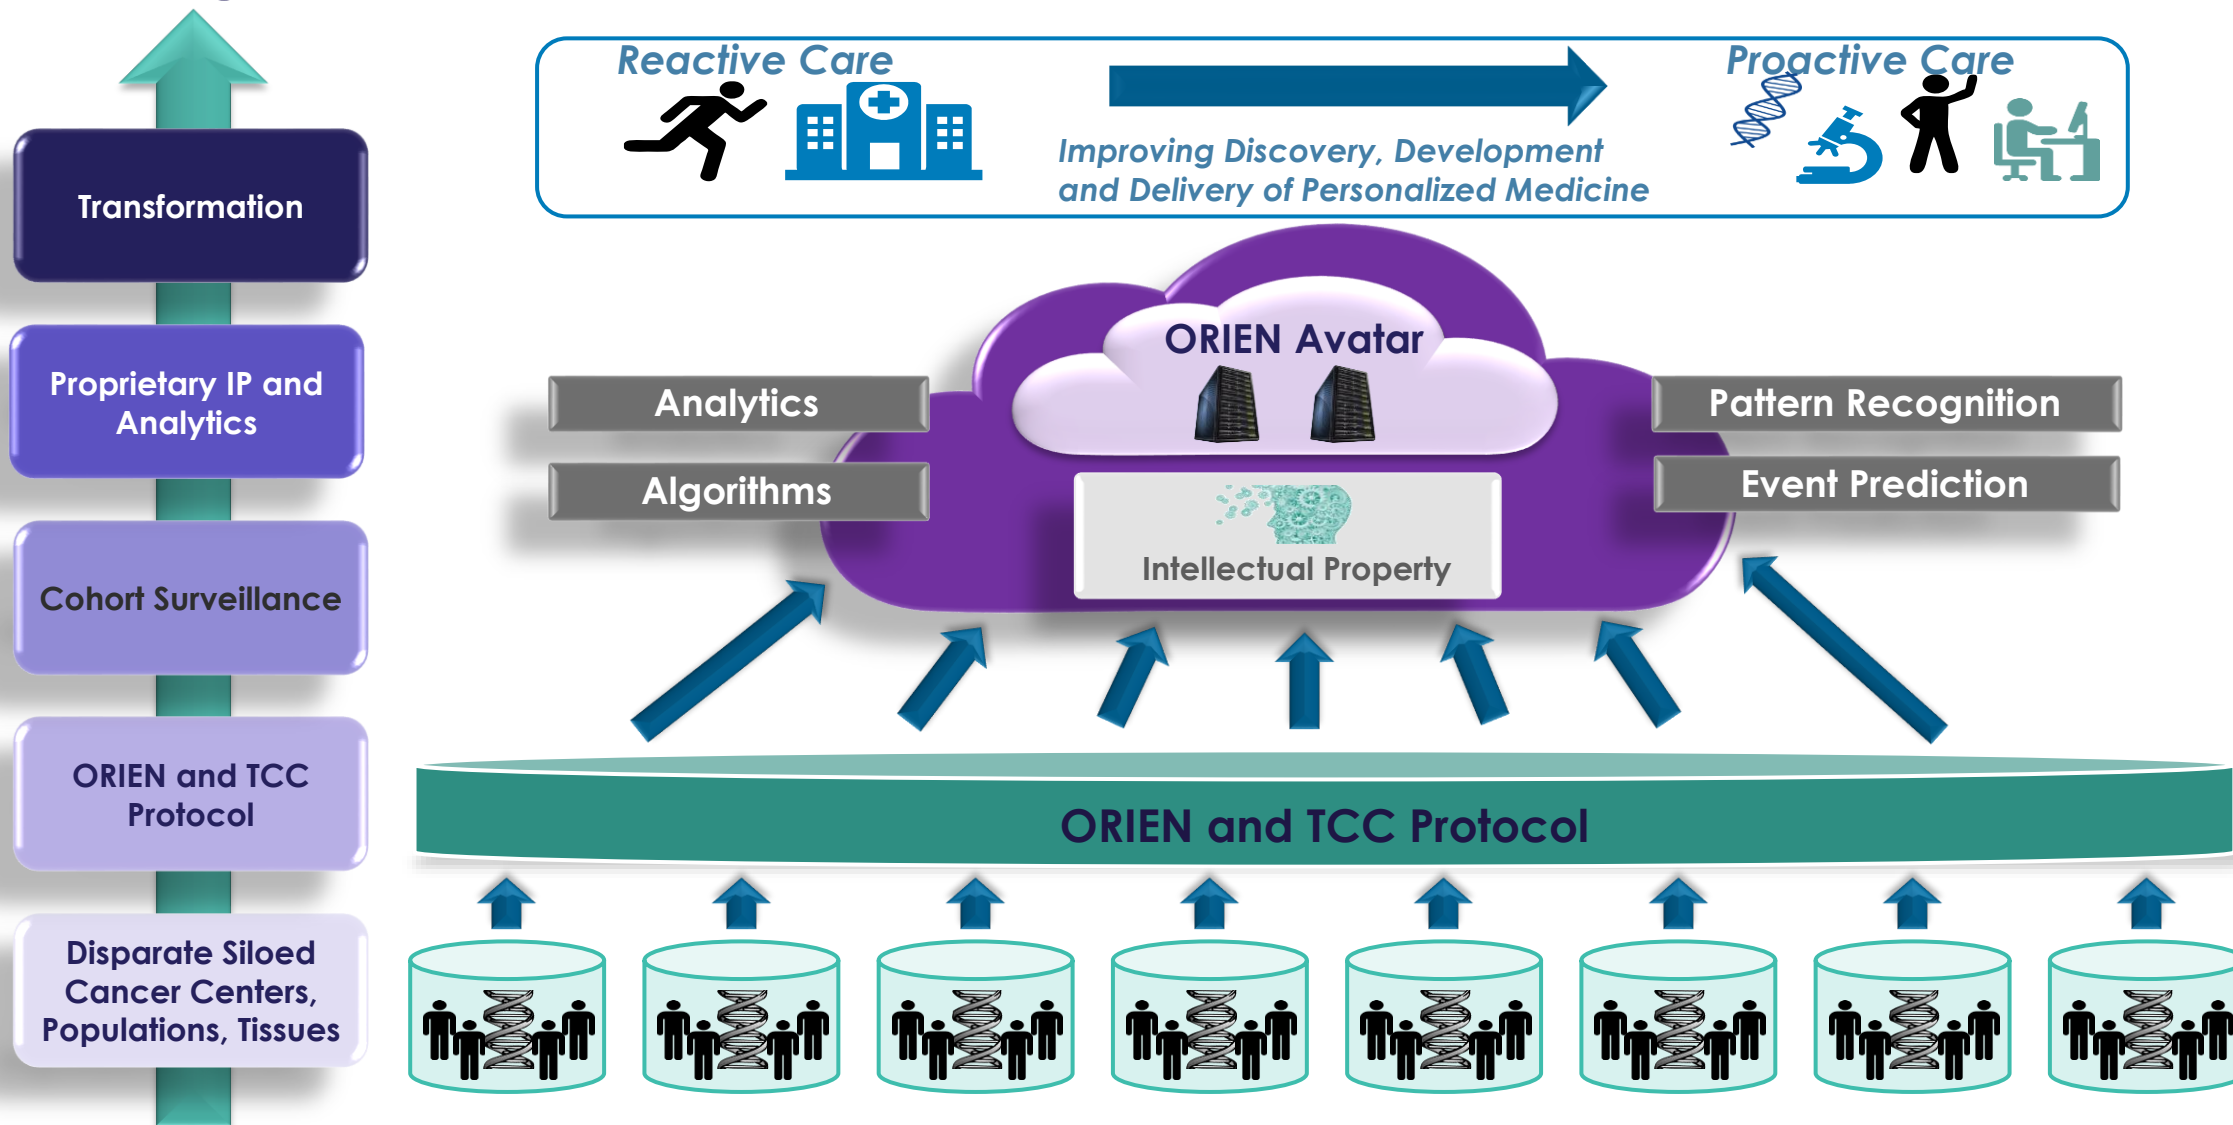 Reactive Care
Proactive Care
Improving Discovery, Development
and Delivery of Personalized Medicine
Transformation
Proprietary IP and
Analytics
Cohort Surveillance
ORIEN and TCC
Protocol
Disparate Siloed
Cancer Centers,
Populations, Tissues
ORIEN Avatar
Analytics
Algorithms
Pattern Recognition
Event Prediction
Intellectual Property
ORIEN and TCC Protocol